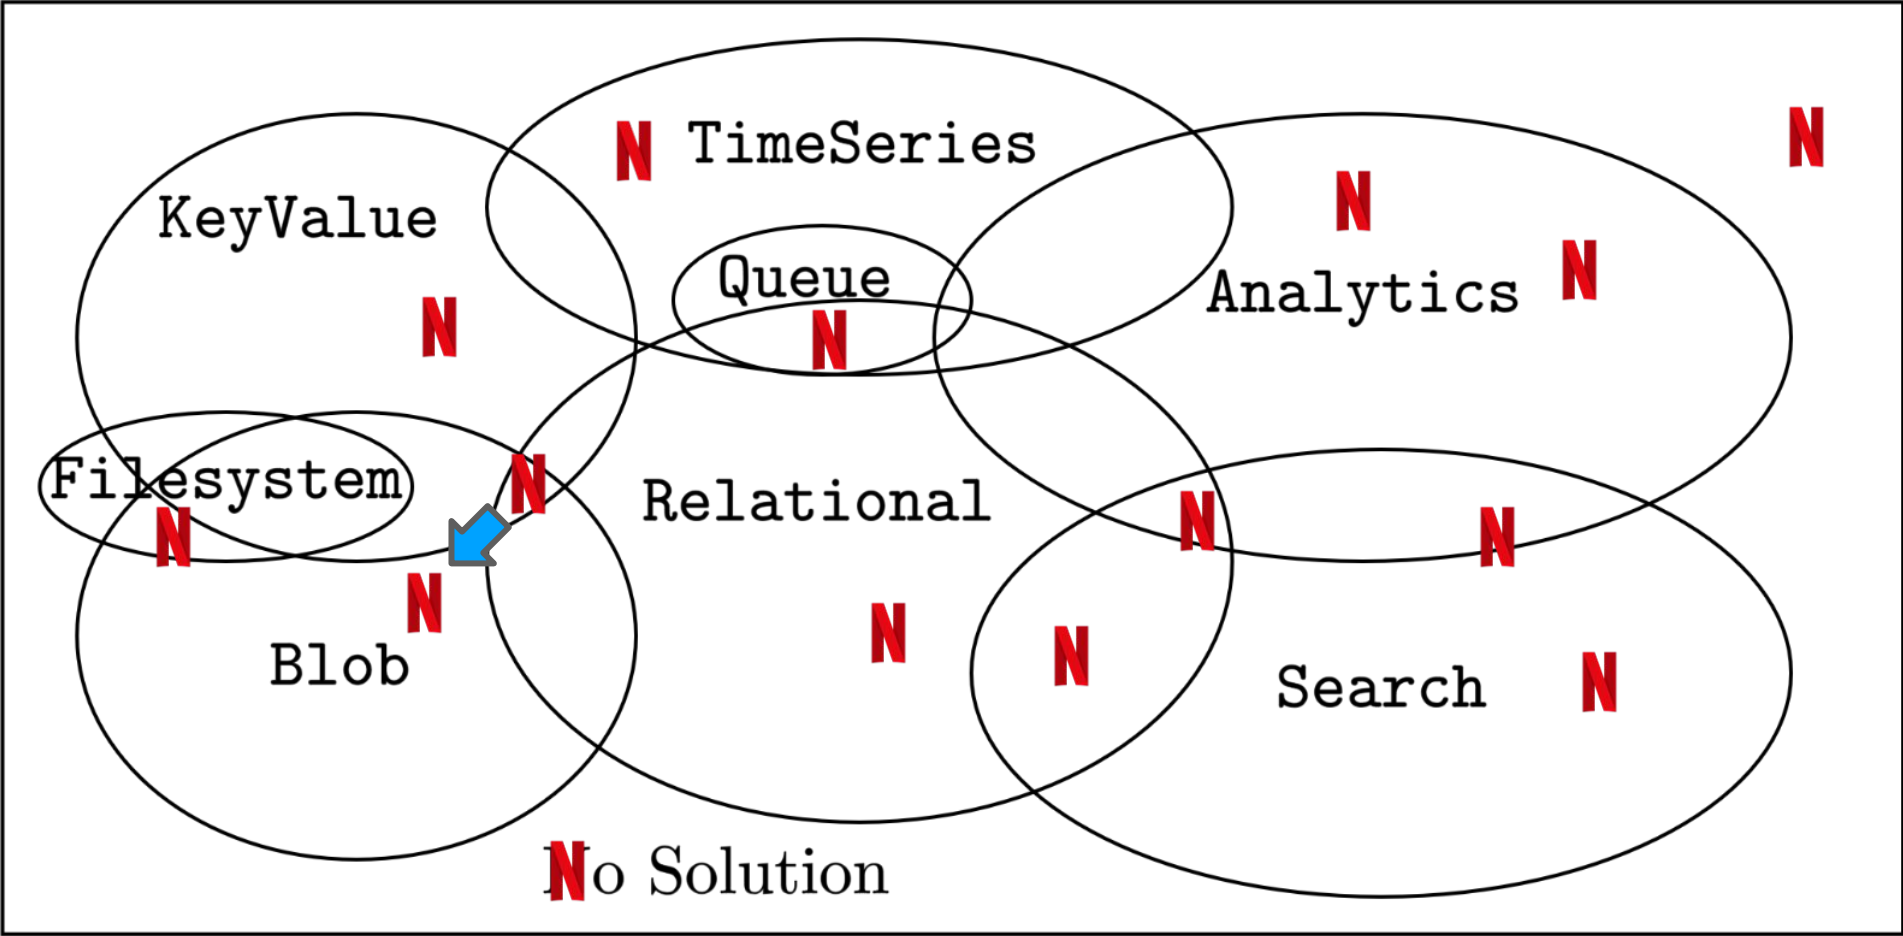 N
TimeSeries
N
N
KeyValue
Queue
Analytics
N
N
N
Filesystem
N
Relational
N
N
N
N
N
Blob
N
N
Search
N
No Solution